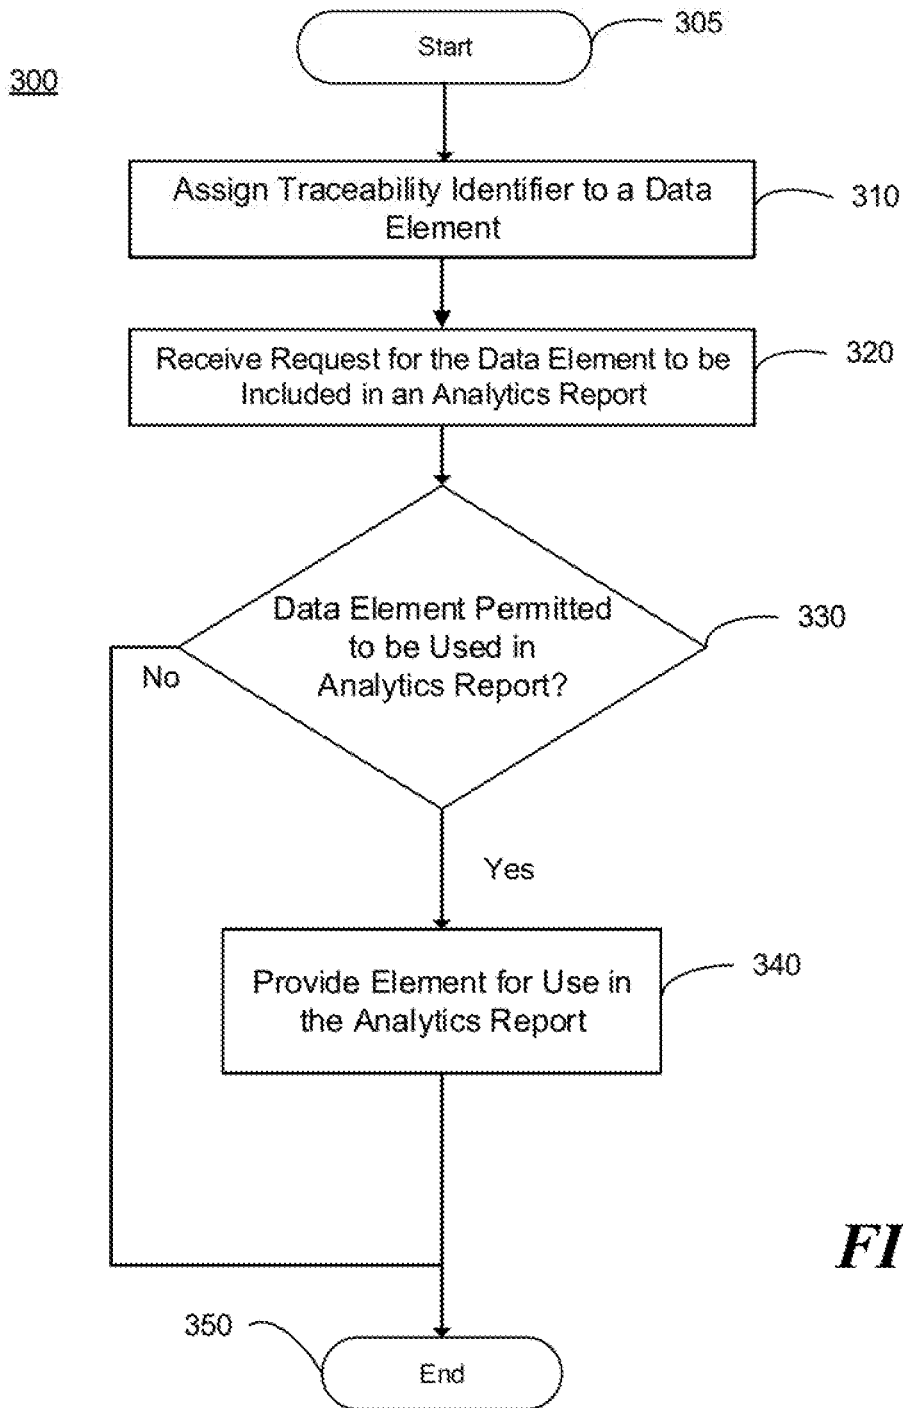 Start
305
300
Assign Traceability Identifier to a Data
Element
310
Receive Request for the Data Element to be
Included in an Analytics Report
320
Data Element Permitted
to be Used in
Analytics Report?
330
No
Yes
Provide Element for Use in
the Analytics Report
340
FI
350
End